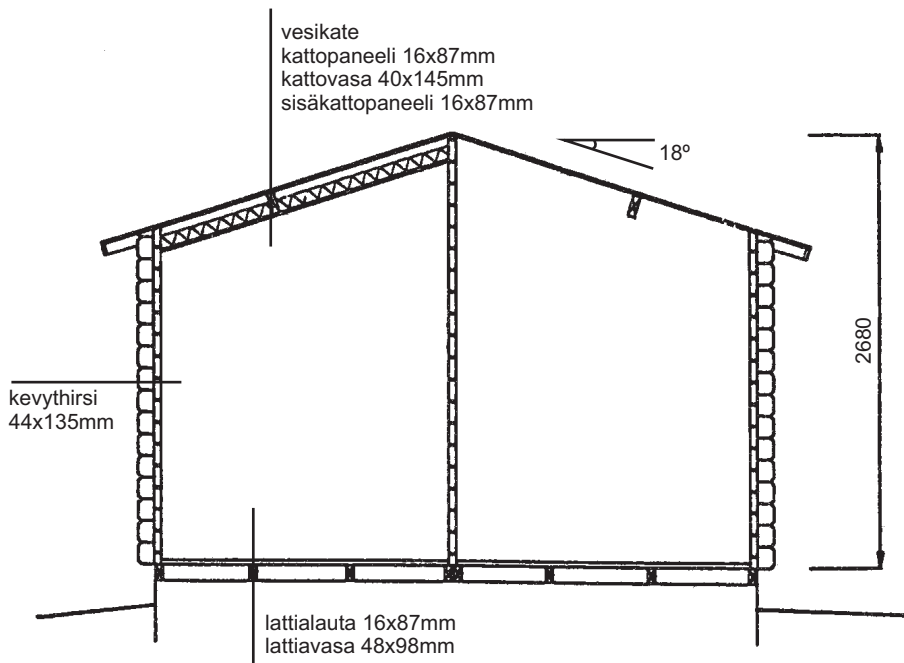 vesikate
kattopaneeli 16x87mm
kattovasa 40x145mm
sisäkattopaneeli 16x87mm
18º
2680
kevythirsi
44x135mm
lattialauta 16x87mm
lattiavasa 48x98mm